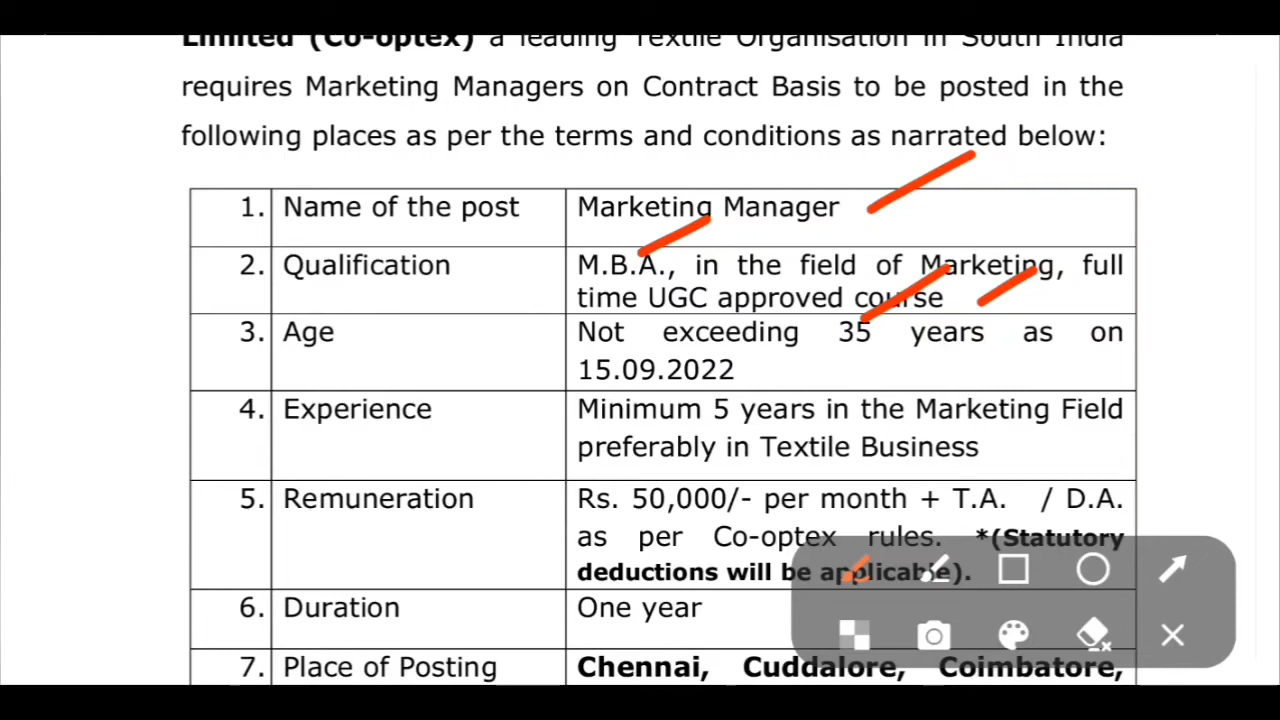 Limited (Co-optex) a leading Textile Organisation in South India
requires Marketing Managers on Contract Basis to be posted in the
following places as per the terms and conditions as narrated below:
1. Name of the post Marketing Manager
2. Qualification M.B.A., in the field of Marketing, full
time UGC approved course
3. Age Not exceeding 35 years as on
15.09.2022
4. Experience Minimum 5 years in the Marketing Field
preferably in Textile Business
5. Remuneration Rs. 50,000/- per month + T.A. / D.A.
as per Co-optex rules. *(Statutory
deductions will be applicable).
6. Duration One year
7. Place of Posting Chennai, Cuddalore, Coimbatore,